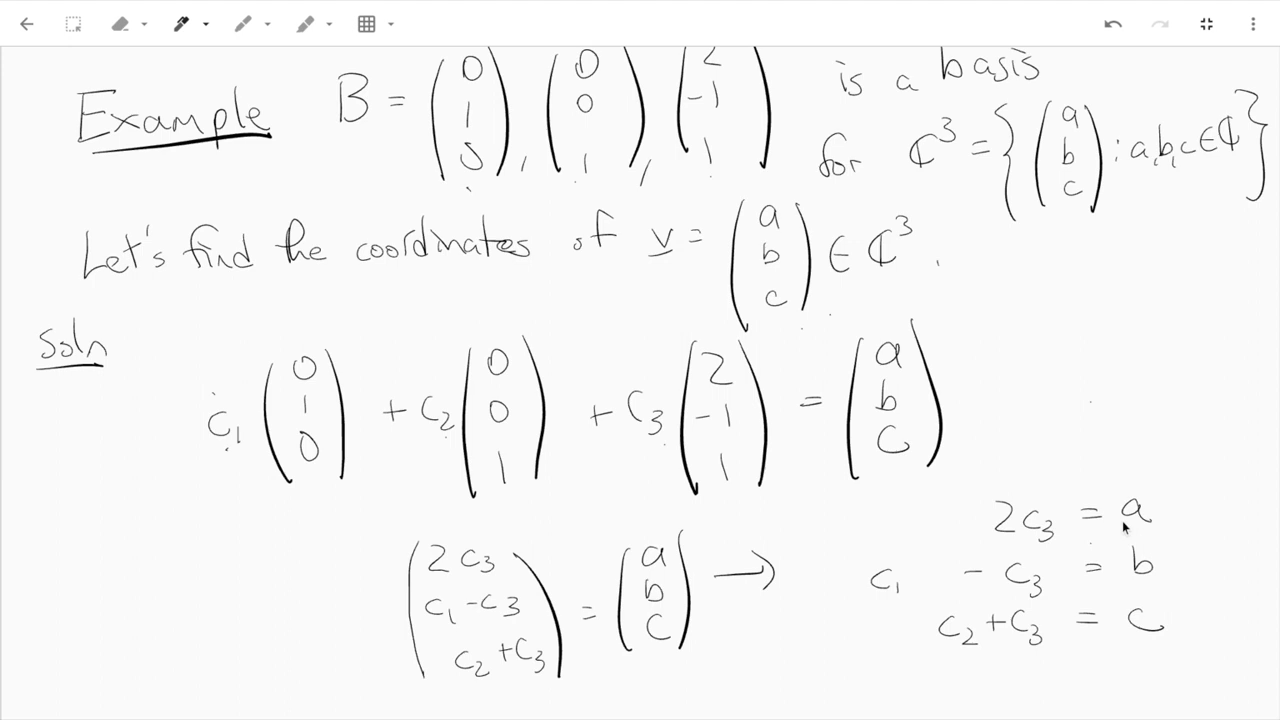 Example B = (0 1 0), (0 0 1), (2 -1 1) is a basis
for ℂ³ = { (a b c) : a,b,c ∈ ℂ }
Let's find the coordinates of v = (a b c) ∈ ℂ³.
Soln
c₁ (0 1 0) + c₂ (0 0 1) + c₃ (2 -1 1) = (a b c)
(2c₃ c₁-c₃ c₂+c₃) = (a b c) →
2c₃ = a
c₁ - c₃ = b
c₂+c₃ = c